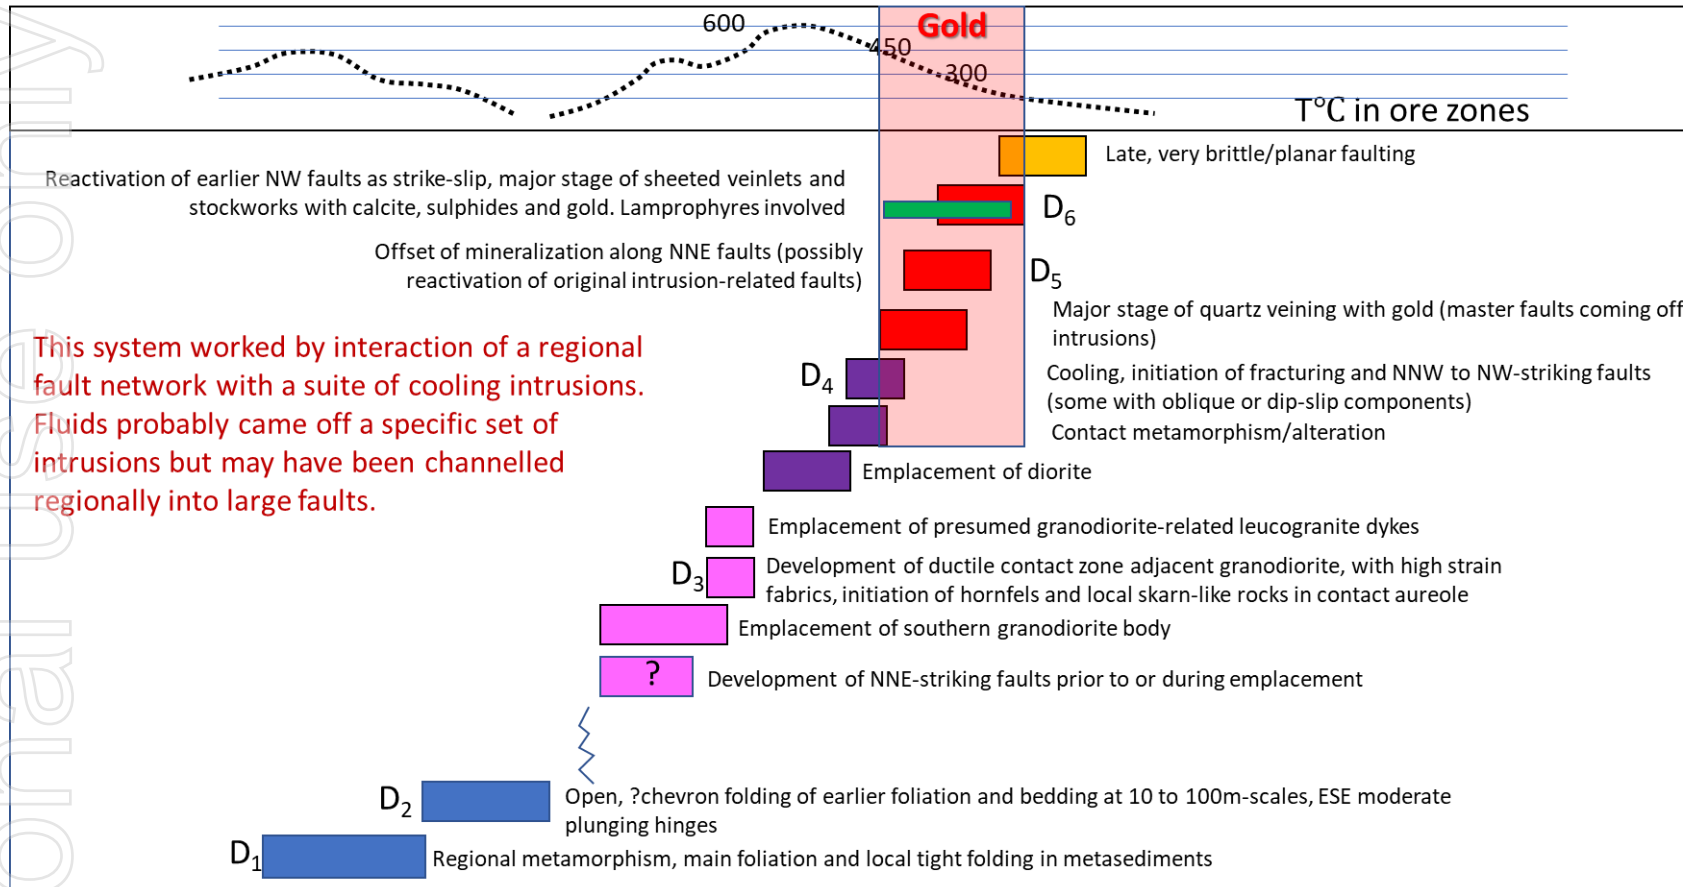 600
Gold
450
300
T°C in ore zones
Late, very brittle/planar faulting
Reactivation of earlier NW faults as strike-slip, major stage of sheeted veinlets and
stockworks with calcite, sulphides and gold. Lamprophyres involved
D6
Offset of mineralization along NNE faults (possibly
reactivation of original intrusion-related faults)
D5
Major stage of quartz veining with gold (master faults coming off
intrusions)
This system worked by interaction of a regional
fault network with a suite of cooling intrusions.
Fluids probably came off a specific set of
intrusions but may have been channelled
regionally into large faults.
D4
Cooling, initiation of fracturing and NNW to NW-striking faults
(some with oblique or dip-slip components)
Contact metamorphism/alteration
Emplacement of diorite
Emplacement of presumed granodiorite-related leucogranite dykes
D3
Development of ductile contact zone adjacent granodiorite, with high strain
fabrics, initiation of hornfels and local skarn-like rocks in contact aureole
Emplacement of southern granodiorite body
?
Development of NNE-striking faults prior to or during emplacement
D2
Open, ?chevron folding of earlier foliation and bedding at 10 to 100m-scales, ESE moderate
plunging hinges
D1
Regional metamorphism, main foliation and local tight folding in metasediments
onal use only